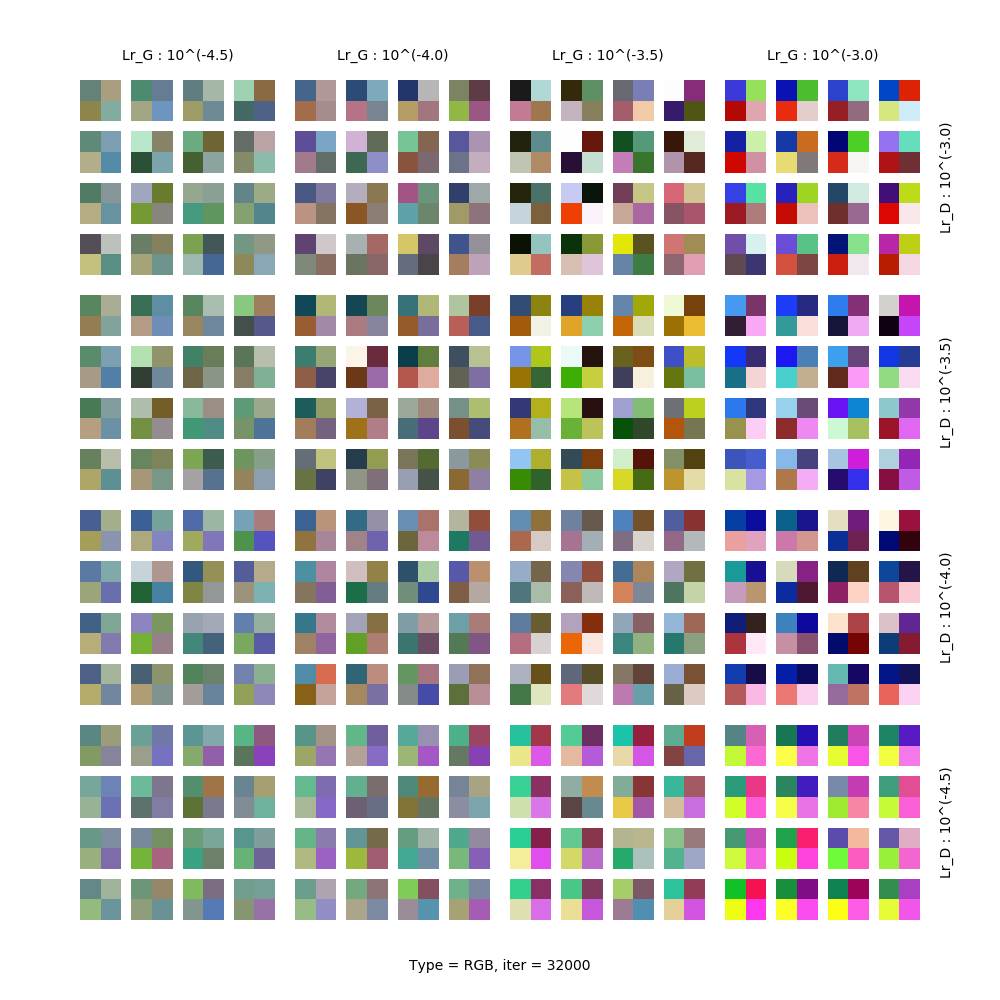 Lr_G : 10^(-4.5)
Lr_G : 10^(-4.0)
Lr_G : 10^(-3.5)
Lr_G : 10^(-3.0)
Lr_D : 10^(-3.0)
Lr_D : 10^(-3.5)
Lr_D : 10^(-4.0)
Lr_D : 10^(-4.5)
Type = RGB, iter = 32000